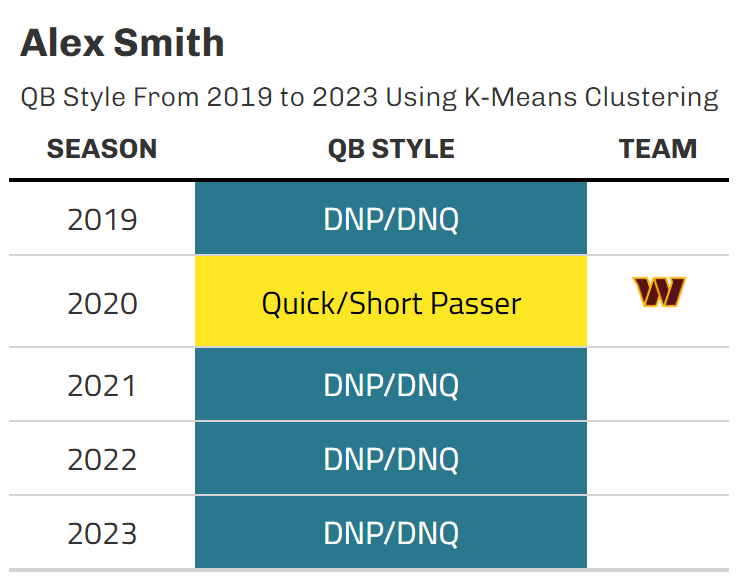 Alex Smith
QB Style From 2019 to 2023 Using K-Means Clustering
SEASON QB STYLE TEAM
2019 DNP/DNQ
2020 Quick/Short Passer W
2021 DNP/DNQ
2022 DNP/DNQ
2023 DNP/DNQ